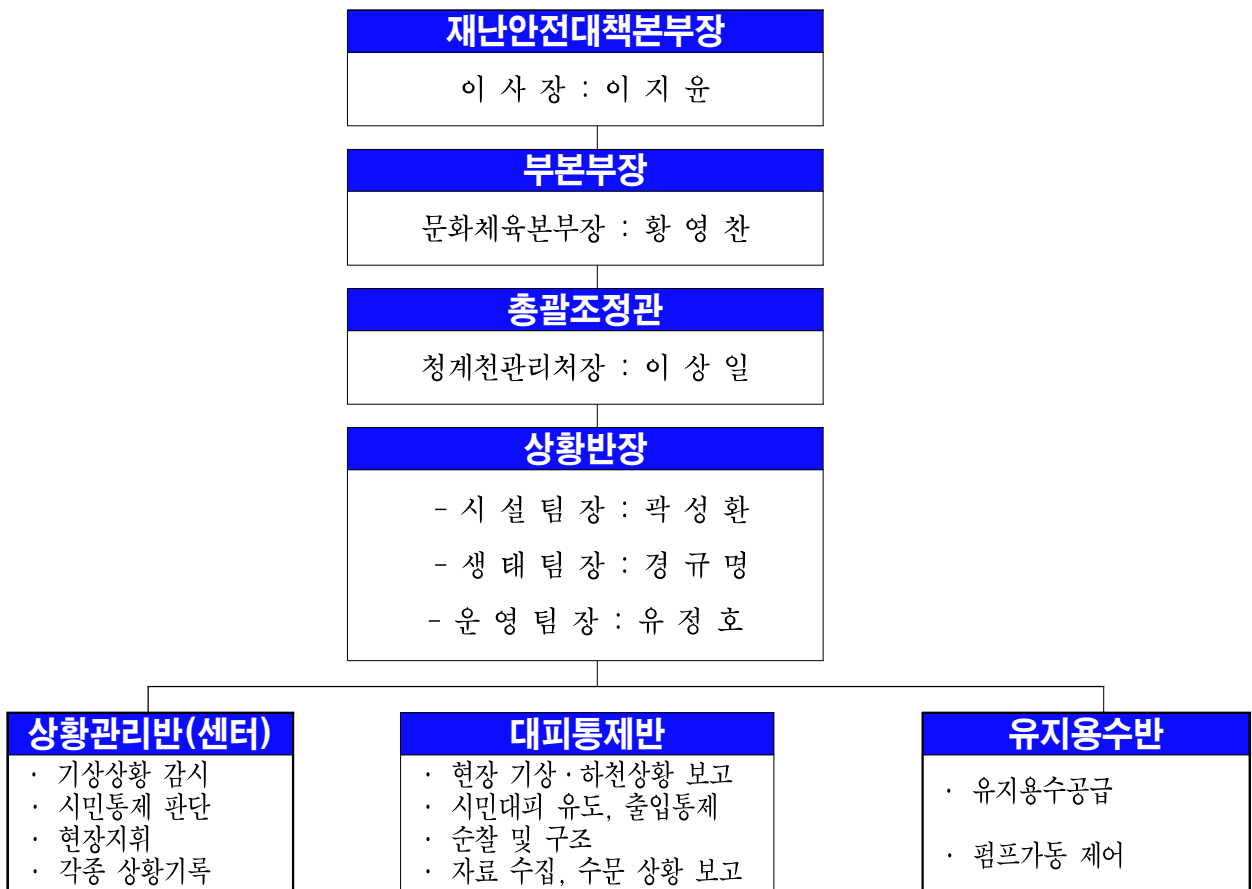 재난안전대책본부장
이 사 장 : 이 지 윤
부본부장
문화체육본부장 : 황 영 찬
총괄조정관
청계천관리처장 : 이 상 일
상황반장
- 시 설 팀 장 : 곽 성 환
- 생 태 팀 장 : 경 규 명
- 운 영 팀 장 : 유 정 호
상황관리반(센터)
· 기상상황 감시
· 시민통제 판단
· 현장지휘
· 각종 상황기록
대피통제반
· 현장 기상·하천상황 보고
· 시민대피 유도, 출입통제
· 순찰 및 구조
· 자료 수집, 수문 상황 보고
유지용수반
· 유지용수공급
· 펌프가동 제어